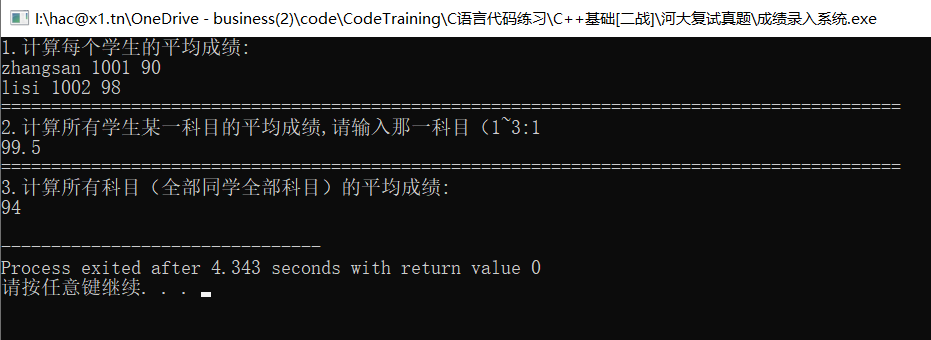 I:\hac@x1.tn\OneDrive - business(2)\code\CodeTraining\C语言代码练习\C++基础[二战]\河大复试真题\成绩录入系统.exe
1.计算每个学生的平均成绩:
zhangsan 1001 90
lisi 1002 98
==========================================================================================
2.计算所有学生某一科目的平均成绩,请输入那一科目（1~3:1
99.5
==========================================================================================
3.计算所有科目（全部同学全部科目）的平均成绩:
94
--------------------------------
Process exited after 4.343 seconds with return value 0
请按任意键继续. . .